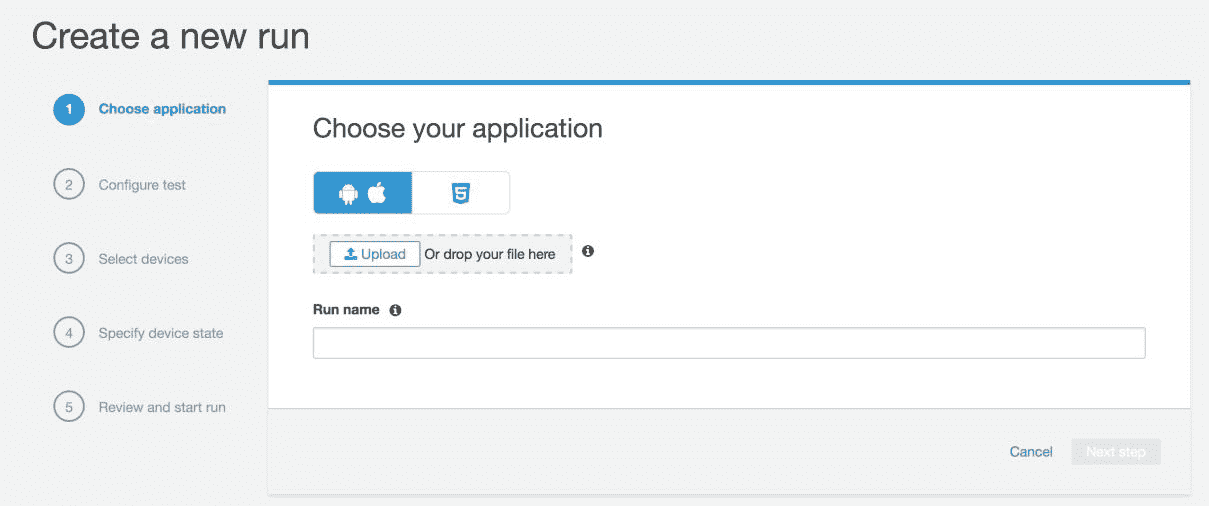 Create a new run
1 Choose application
2 Configure test
3 Select devices
4 Specify device state
5 Review and start run
Choose your application
5
Upload Or drop your file here
Run name
Cancel Next step